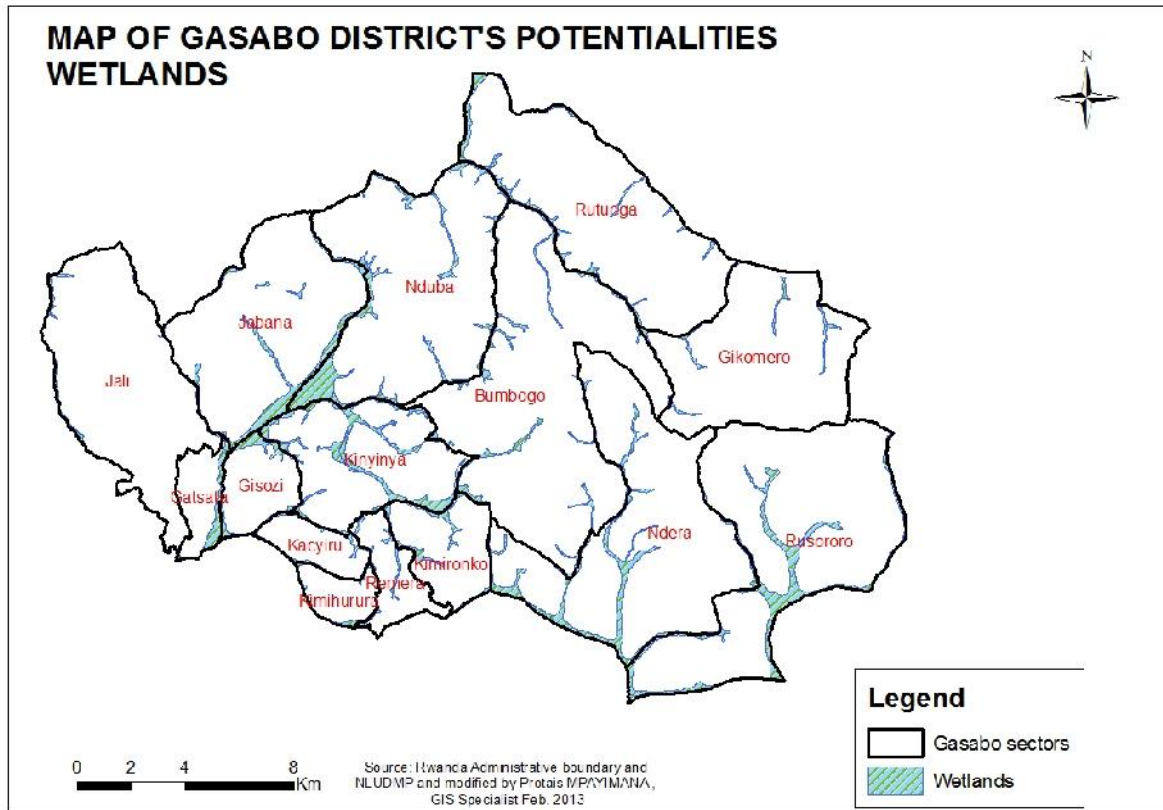 MAP OF GASABO DISTRICT'S POTENTIALITIES
WETLANDS
N
Rutunga
Nduba
Jabana
Gikomero
Jali
Bumbogo
Kinyinya
Gisozi
Gatsata
Ndera
Rusororo
Kacyiru
Kimironko
Remera
Kimihurura
Legend
Gasabo sectors
Wetlands
0 2 4 8
Km
Source: Rwanda Administrative boundary and
NLUDMP and modified by Protais MPAYIMANA,
GIS Specialist Feb. 2013